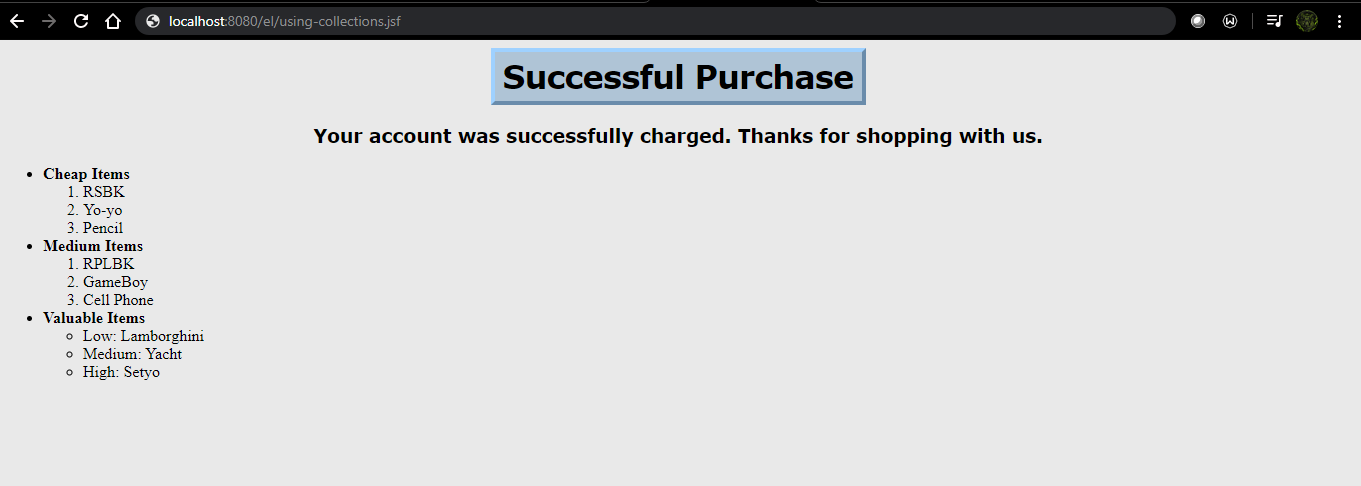 localhost:8080/el/using-collections.jsf
Successful Purchase
Your account was successfully charged. Thanks for shopping with us.
• Cheap Items
1. RSBK
2. Yo-yo
3. Pencil
• Medium Items
1. RPLBK
2. GameBoy
3. Cell Phone
• Valuable Items
◦ Low: Lamborghini
◦ Medium: Yacht
◦ High: Setyo